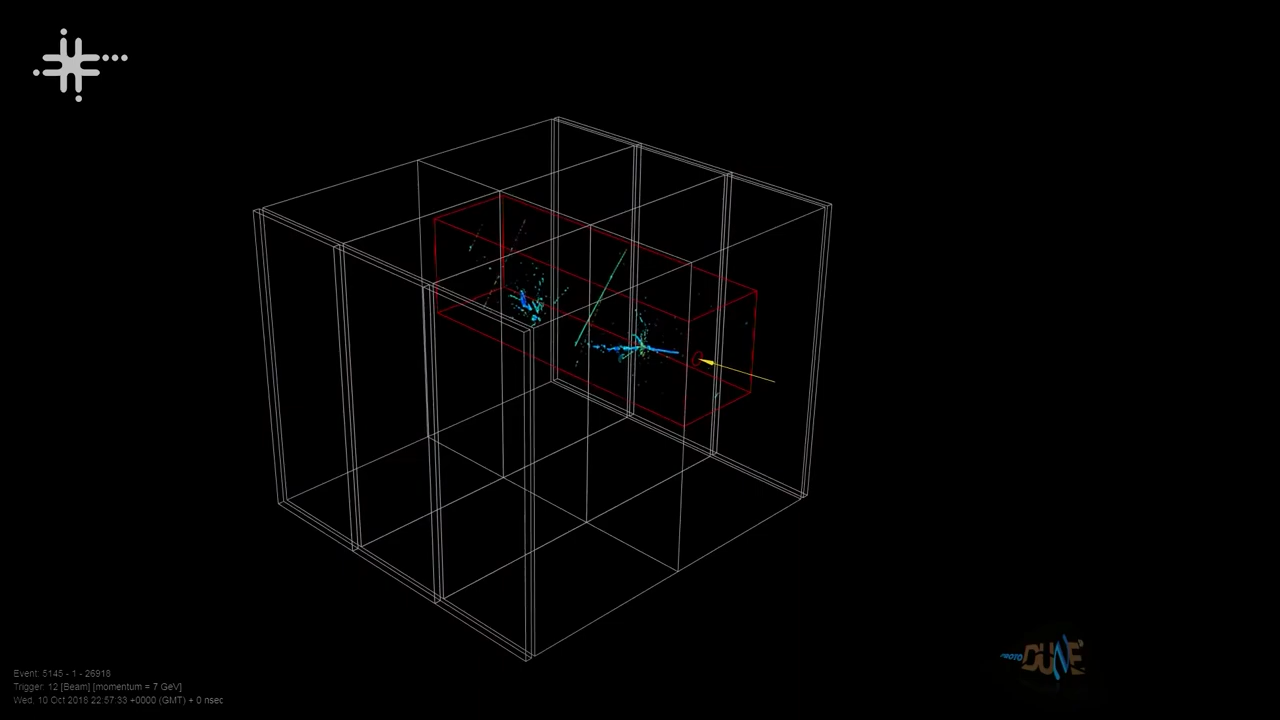 Event: 5145 - 1 - 26918
Trigger: 12 [Beam] [momentum = 7 GeV]
Wed, 10 Oct 2018 22:57:33 +0000 (GMT) + 0 nsec
PROTO DUNE